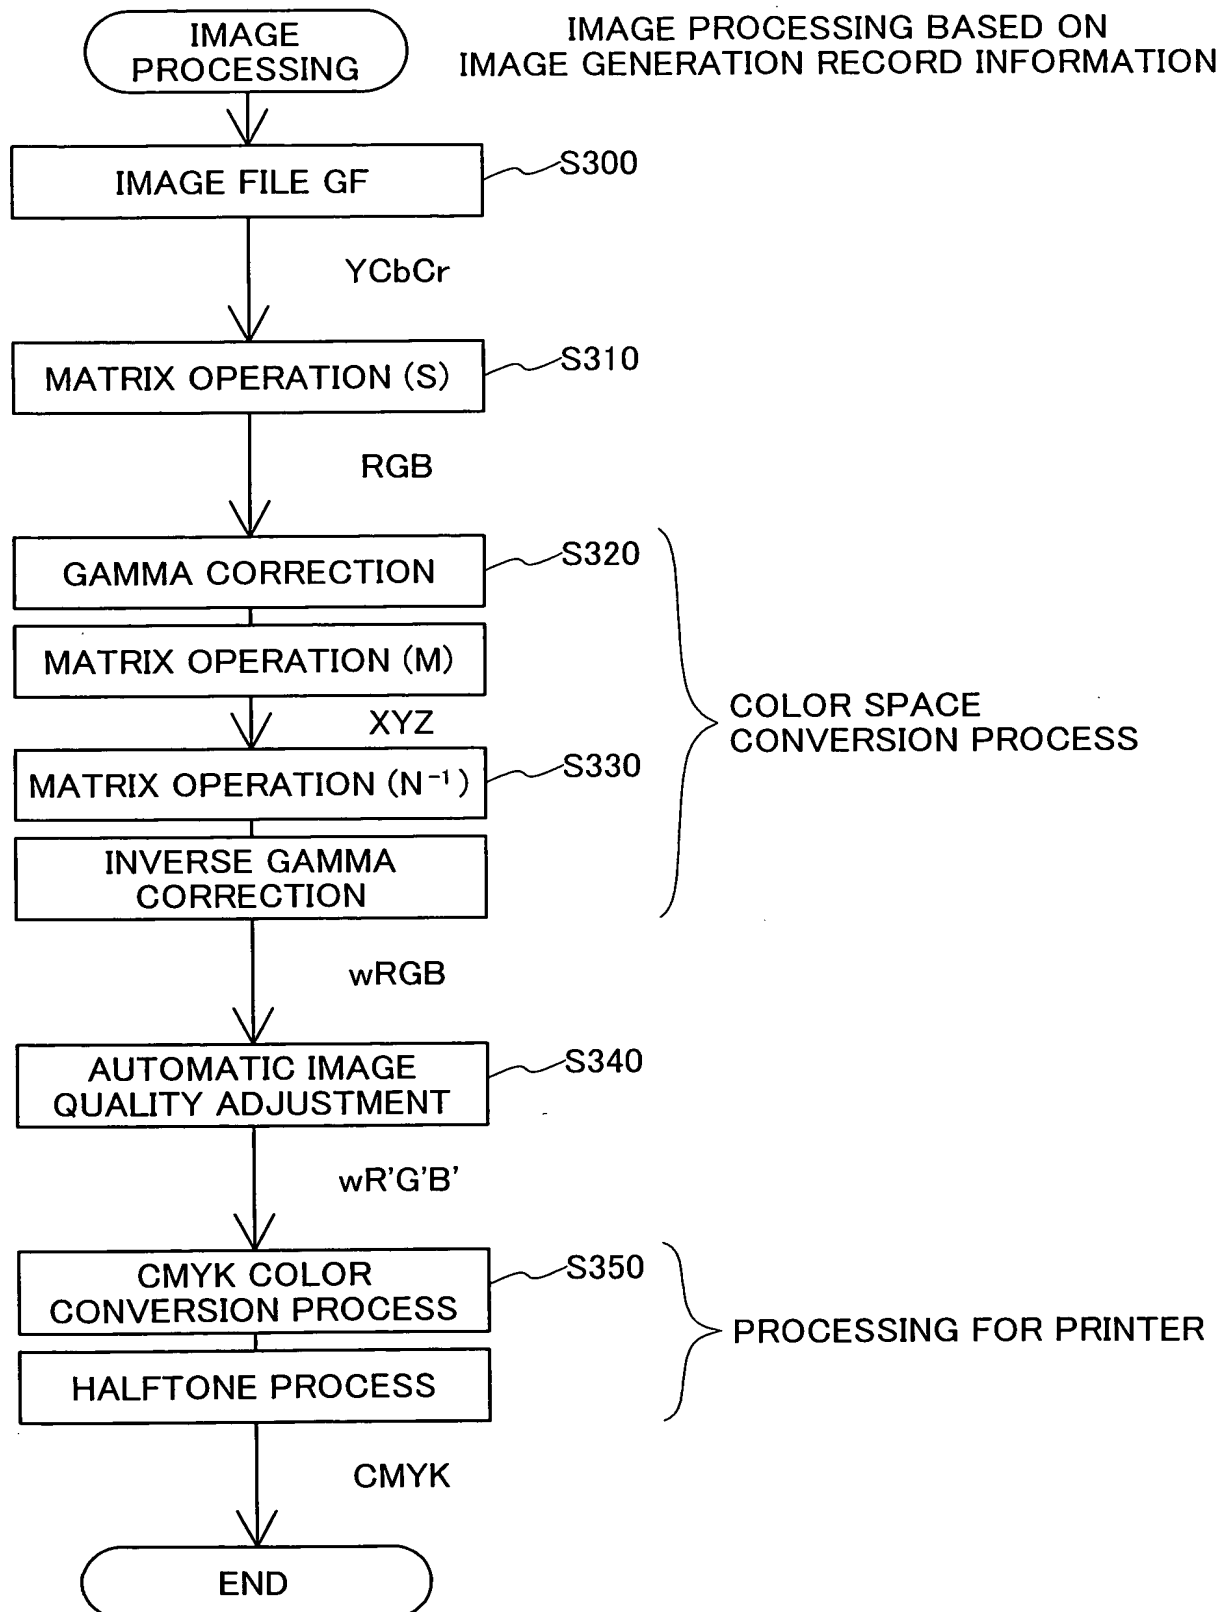 IMAGE
PROCESSING
IMAGE PROCESSING BASED ON
IMAGE GENERATION RECORD INFORMATION
IMAGE FILE GF
S300
YCbCr
MATRIX OPERATION (S)
S310
RGB
GAMMA CORRECTION
S320
MATRIX OPERATION (M)
XYZ
MATRIX OPERATION (N⁻¹)
S330
INVERSE GAMMA
CORRECTION
COLOR SPACE
CONVERSION PROCESS
wRGB
AUTOMATIC IMAGE
QUALITY ADJUSTMENT
S340
wR'G'B'
CMYK COLOR
CONVERSION PROCESS
S350
HALFTONE PROCESS
PROCESSING FOR PRINTER
CMYK
END